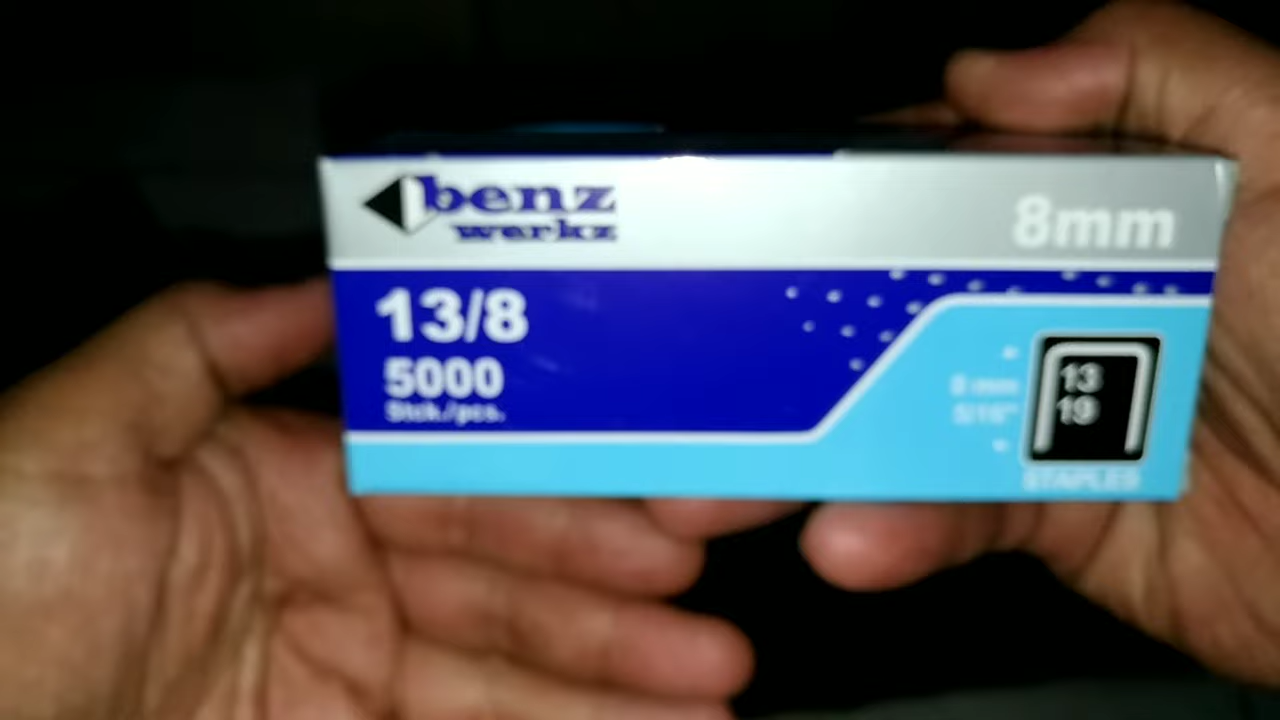 benz
werkz
8mm
13/8
5000
Stck./pcs.
8 mm
5/16"
13
19
STAPLES